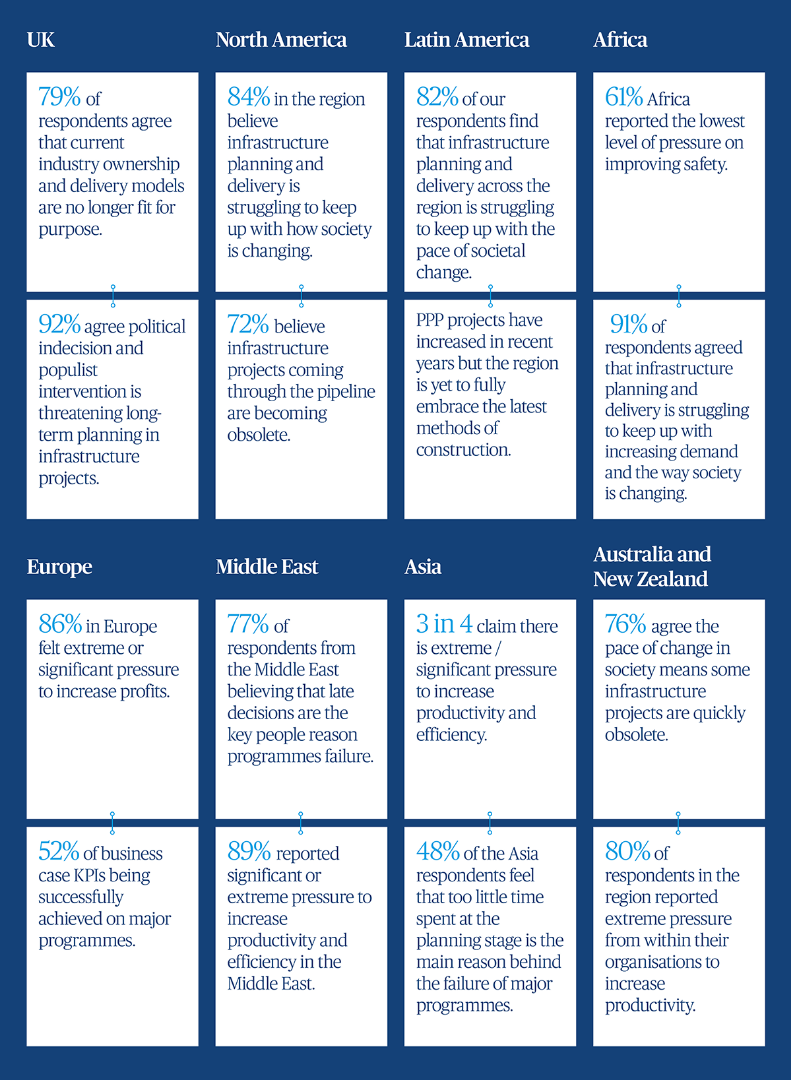 UK
79% of
respondents agree
that current
industry ownership
and delivery models
are no longer fit for
purpose.
92% agree political
indecision and
populist
intervention is
threatening long-
term planning in
infrastructure
projects.
North America
84% in the region
believe
infrastructure
planning and
delivery is
struggling to keep
up with how society
is changing.
72% believe
infrastructure
projects coming
through the pipeline
are becoming
obsolete.
Latin America
82% of our
respondents find
that infrastructure
planning and
delivery across the
region is struggling
to keep up with the
pace of societal
change.
PPP projects have
increased in recent
years but the region
is yet to fully
embrace the latest
methods of
construction.
Africa
61% Africa
reported the lowest
level of pressure on
improving safety.
91% of
respondents agreed
that infrastructure
planning and
delivery is struggling
to keep up with
increasing demand
and the way society
is changing.
Europe
86% in Europe
felt extreme or
significant pressure
to increase profits.
52% of business
case KPIs being
successfully
achieved on major
programmes.
Middle East
77% of
respondents from
the Middle East
believing that late
decisions are the
key people reason
programmes failure.
89% reported
significant or
extreme pressure to
increase
productivity and
efficiency in the
Middle East.
Asia
3 in 4 claim there
is extreme /
significant pressure
to increase
productivity and
efficiency.
48% of the Asia
respondents feel
that too little time
spent at the
planning stage is the
main reason behind
the failure of major
programmes.
Australia and
New Zealand
76% agree the
pace of change in
society means some
infrastructure
projects are quickly
obsolete.
80% of
respondents in the
region reported
extreme pressure
from within their
organisations to
increase
productivity.